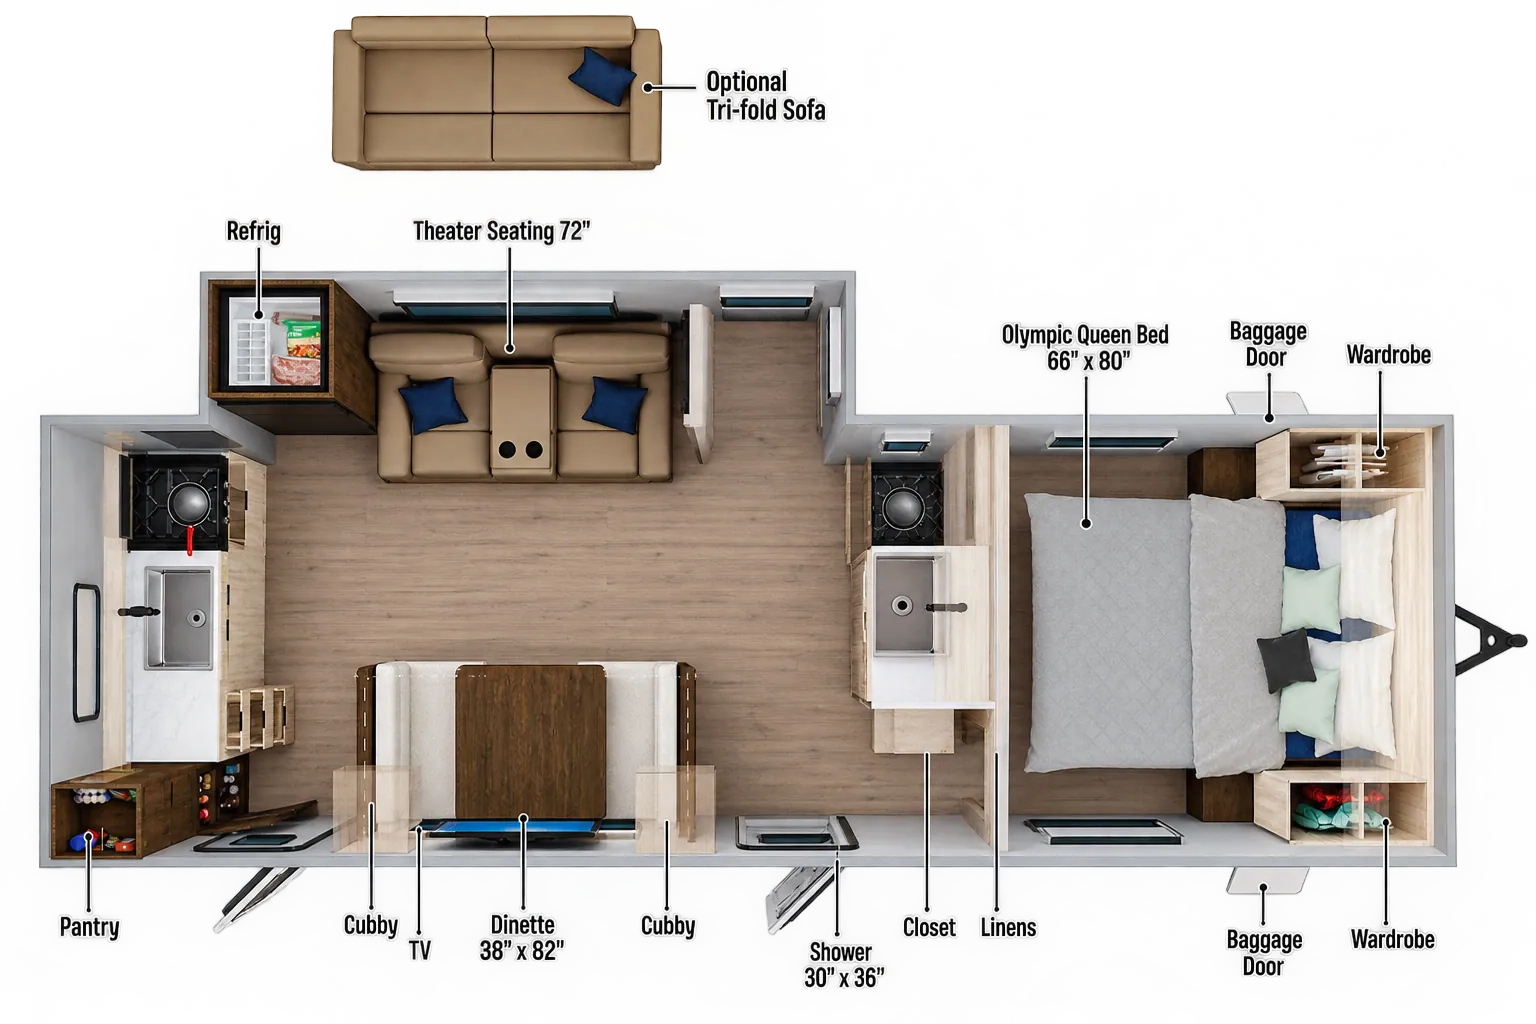 Optional
Tri-fold Sofa
Refrig
Theater Seating 72”
Olympic Queen Bed
66” x 80”
Baggage
Door
Wardrobe
Pantry
Cubby
TV
Dinette
38” x 82”
Cubby
Shower
30” x 36”
Closet
Linens
Baggage
Door
Wardrobe